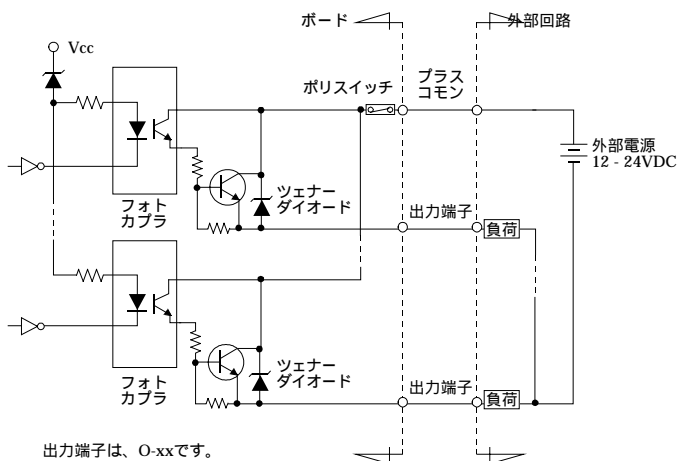 ボード
外部回路
Vcc
ポリスイッチ
プラス
コモン
外部電源
12 - 24VDC
フォト
カプラ
ツェナー
ダイオード
出力端子
負荷
フォト
カプラ
ツェナー
ダイオード
出力端子
負荷
出力端子は、O-xxです。